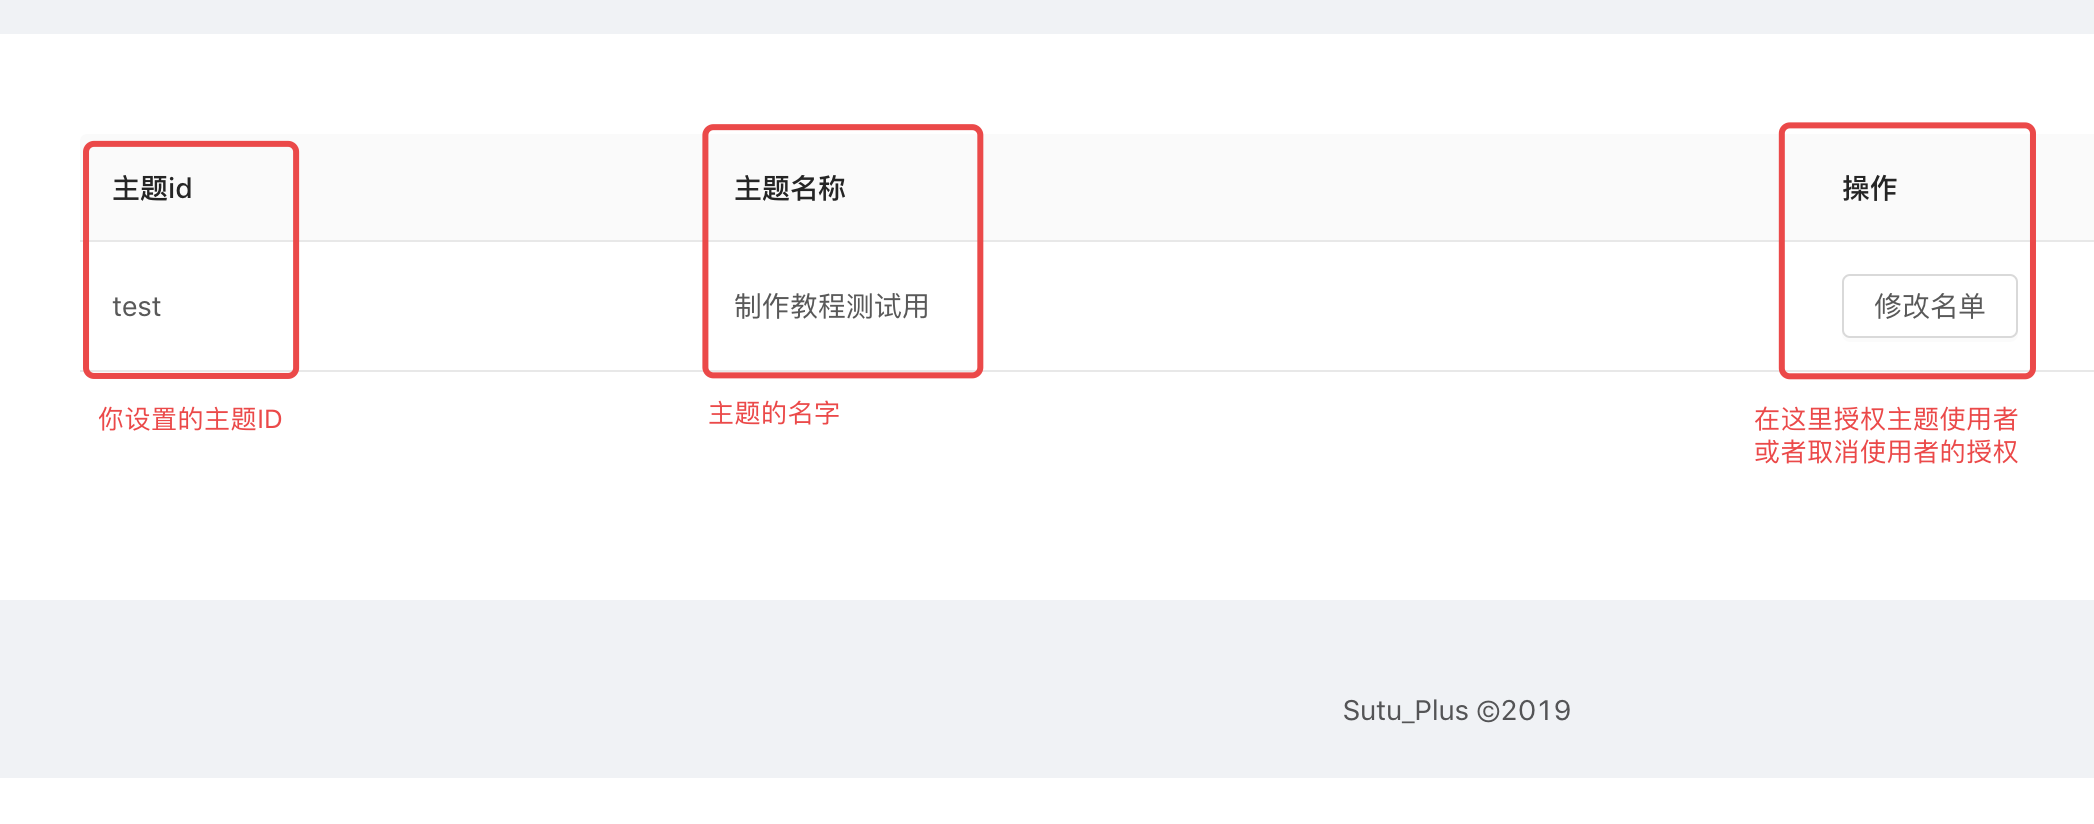 主题id
主题名称
操作
test
制作教程测试用
修改名单
你设置的主题ID
主题的名字
在这里授权主题使用者
或者取消使用者的授权
Sutu_Plus ©2019